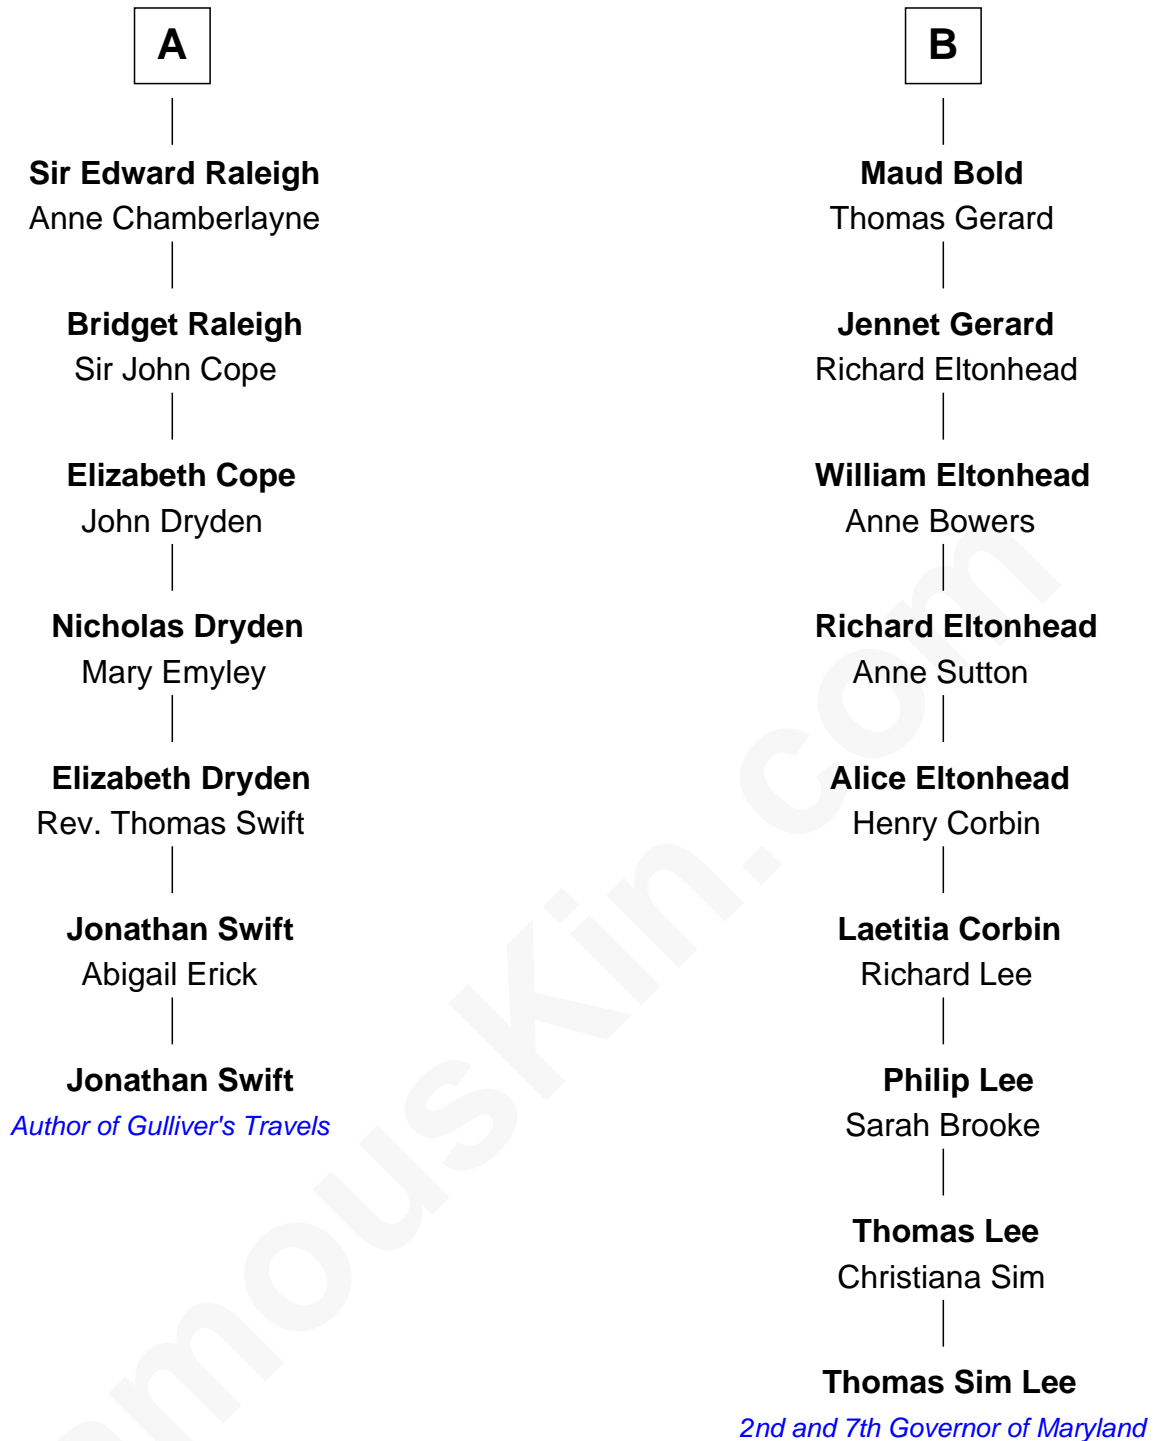 A
Sir Edward Raleigh
Anne Chamberlayne
Bridget Raleigh
Sir John Cope
Elizabeth Cope
John Dryden
Nicholas Dryden
Mary Emyley
Elizabeth Dryden
Rev. Thomas Swift
Jonathan Swift
Abigail Erick
Jonathan Swift
Author of Gulliver's Travels
B
Maud Bold
Thomas Gerard
Jennet Gerard
Richard Eltonhead
William Eltonhead
Anne Bowers
Richard Eltonhead
Anne Sutton
Alice Eltonhead
Henry Corbin
Laetitia Corbin
Richard Lee
Philip Lee
Sarah Brooke
Thomas Lee
Christiana Sim
Thomas Sim Lee
2nd and 7th Governor of Maryland
amouskin.com